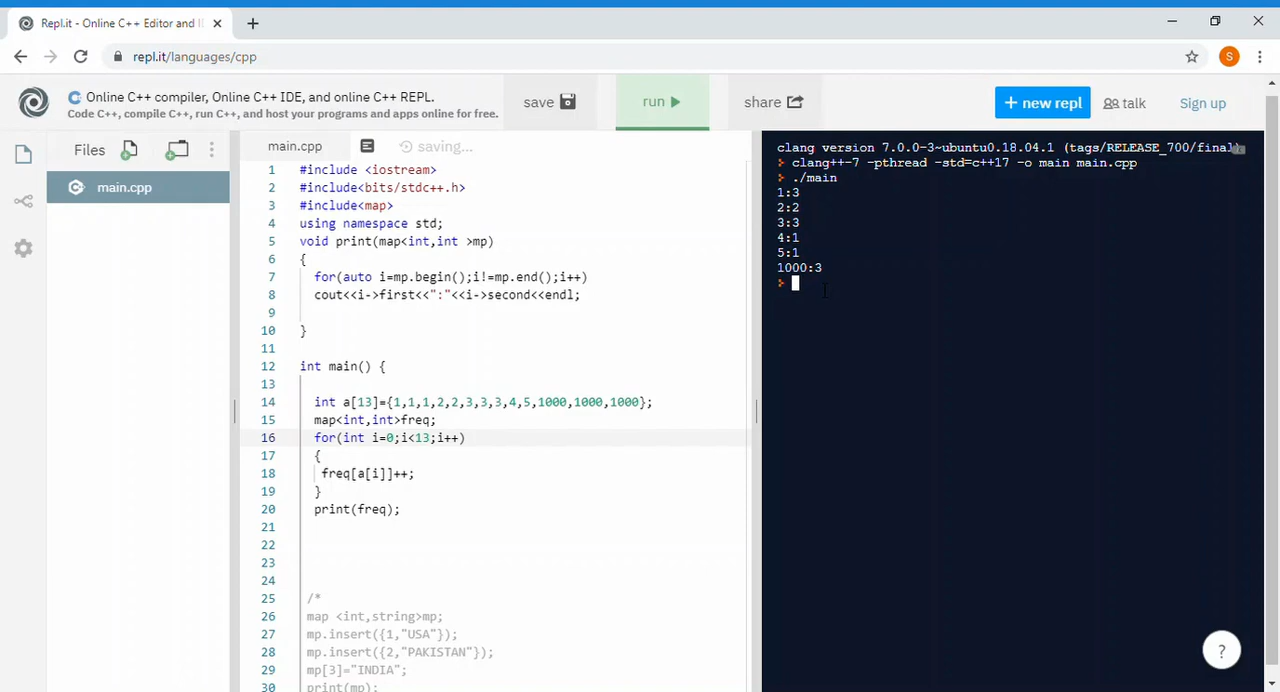 Repl.it - Online C++ Editor and I
repl.it/languages/cpp
S
Online C++ compiler, Online C++ IDE, and online C++ REPL.
Code C++, compile C++, run C++, and host your programs and apps online for free.
save
run
share
+ new repl
talk
Sign up
Files
main.cpp
main.cpp
saving...
1 #include <iostream>
2 #include<bits/stdc++.h>
3 #include<map>
4 using namespace std;
5 void print(map<int,int >mp)
6 {
7 for(auto i=mp.begin();i!=mp.end();i++)
8 cout<<i->first<<":"<<i->second<<endl;
9
10 }
11
12 int main() {
13
14 int a[13]={1,1,1,2,2,3,3,3,4,5,1000,1000,1000};
15 map<int,int>freq;
16 for(int i=0;i<13;i++)
17 {
18 freq[a[i]]++;
19 }
20 print(freq);
21
22
23
24
25 /*
26 map <int,string>mp;
27 mp.insert({1,"USA"});
28 mp.insert({2,"PAKISTAN"});
29 mp[3]="INDIA";
30 print(mp);
clang version 7.0.0-3~ubuntu0.18.04.1 (tags/RELEASE_700/final)
> clang++-7 -pthread -std=c++17 -o main main.cpp
> ./main
1:3
2:2
3:3
4:1
5:1
1000:3
>
?